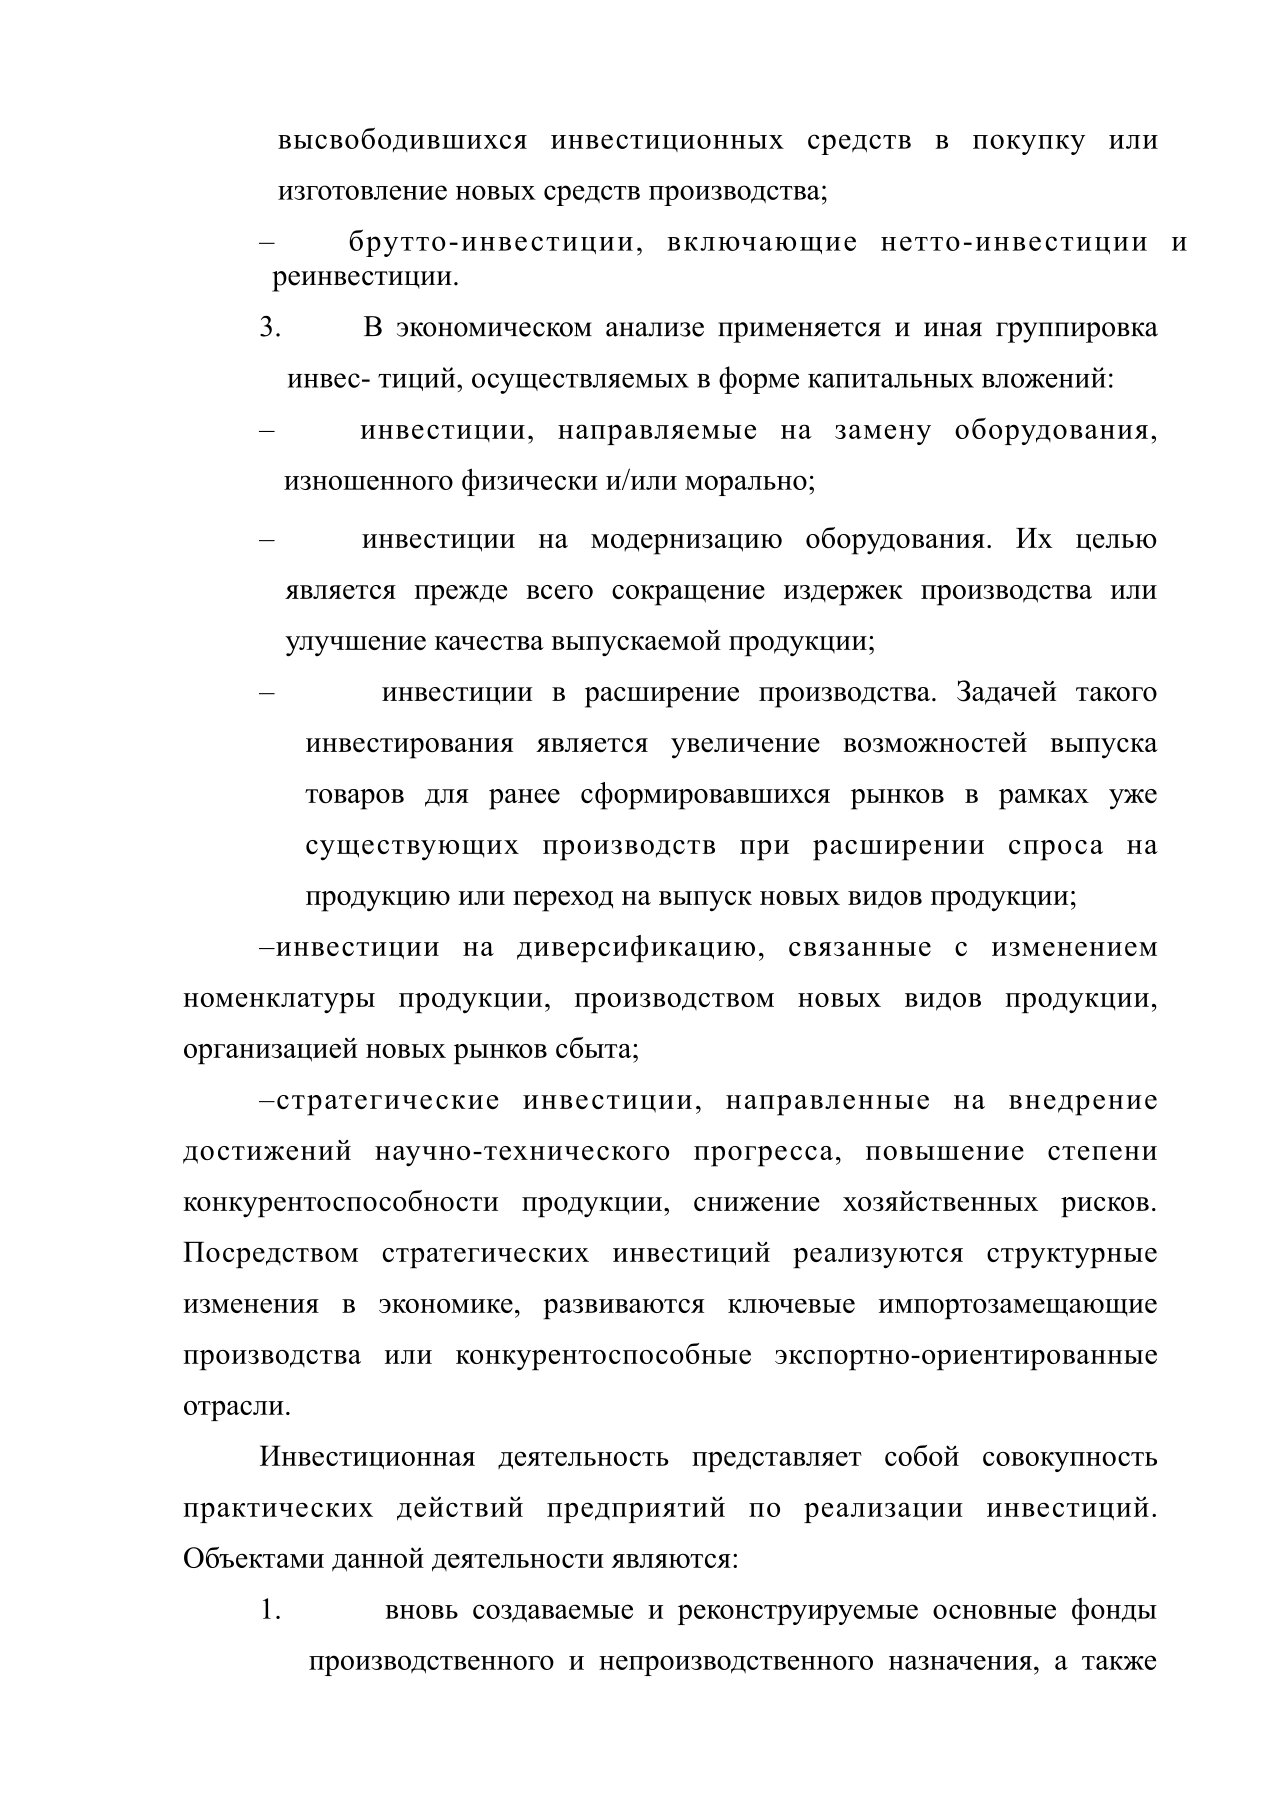 высвободившихся инвестиционных средств в покупку или
изготовление новых средств производства;
– брутто-инвестиции, включающие нетто-инвестиции и
реинвестиции.
3. В экономическом анализе применяется и иная группировка
инвес- тиций, осуществляемых в форме капитальных вложений:
– инвестиции, направляемые на замену оборудования,
изношенного физически и/или морально;
– инвестиции на модернизацию оборудования. Их целью
является прежде всего сокращение издержек производства или
улучшение качества выпускаемой продукции;
– инвестиции в расширение производства. Задачей такого
инвестирования является увеличение возможностей выпуска
товаров для ранее сформировавшихся рынков в рамках уже
существующих производств при расширении спроса на
продукцию или переход на выпуск новых видов продукции;
–инвестиции на диверсификацию, связанные с изменением
номенклатуры продукции, производством новых видов продукции,
организацией новых рынков сбыта;
–стратегические инвестиции, направленные на внедрение
достижений научно-технического прогресса, повышение степени
конкурентоспособности продукции, снижение хозяйственных рисков.
Посредством стратегических инвестиций реализуются структурные
изменения в экономике, развиваются ключевые импортозамещающие
производства или конкурентоспособные экспортно-ориентированные
отрасли.
Инвестиционная деятельность представляет собой совокупность
практических действий предприятий по реализации инвестиций.
Объектами данной деятельности являются:
1. вновь создаваемые и реконструируемые основные фонды
производственного и непроизводственного назначения, а также